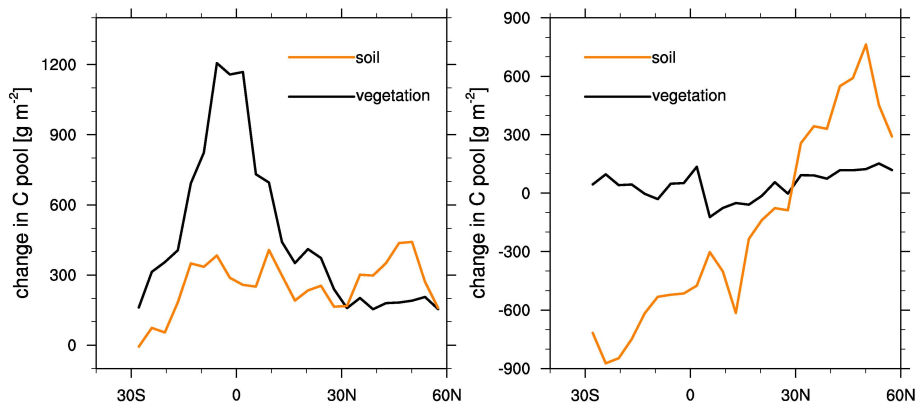 change in C pool [g m-2]
1200
900
600
300
0
30S 0 30N 60N
soil
vegetation
change in C pool [g m-2]
900
600
300
0
-300
-600
-900
30S 0 30N 60N
soil
vegetation